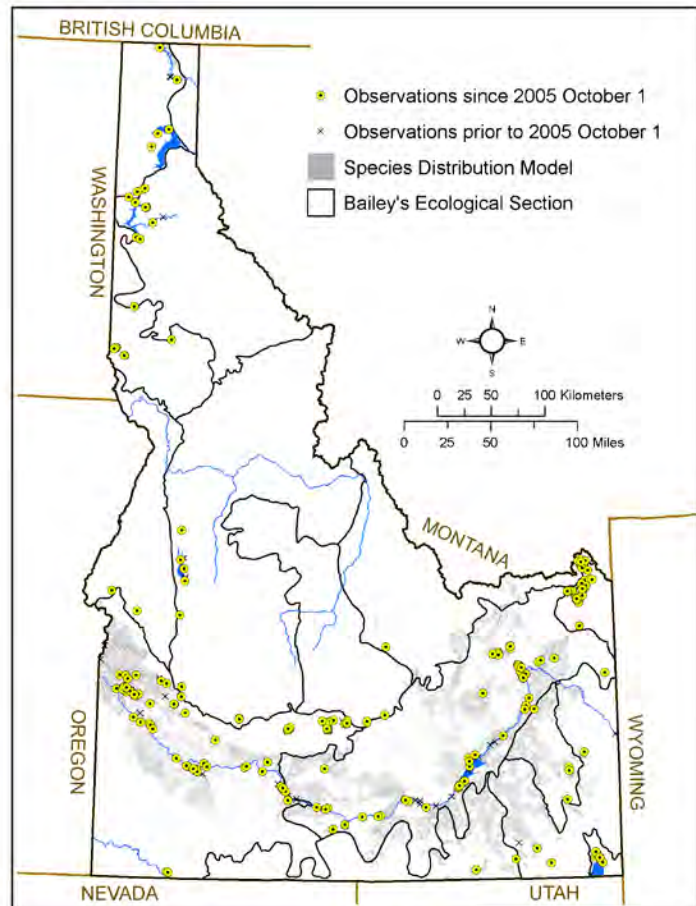 BRITISH COLUMBIA
Observations since 2005 October 1
Observations prior to 2005 October 1
Species Distribution Model
Bailey's Ecological Section
WASHINGTON
N
W E
S
0 25 50 100 Kilometers
0 25 50 100 Miles
MONTANA
OREGON
WYOMING
NEVADA UTAH